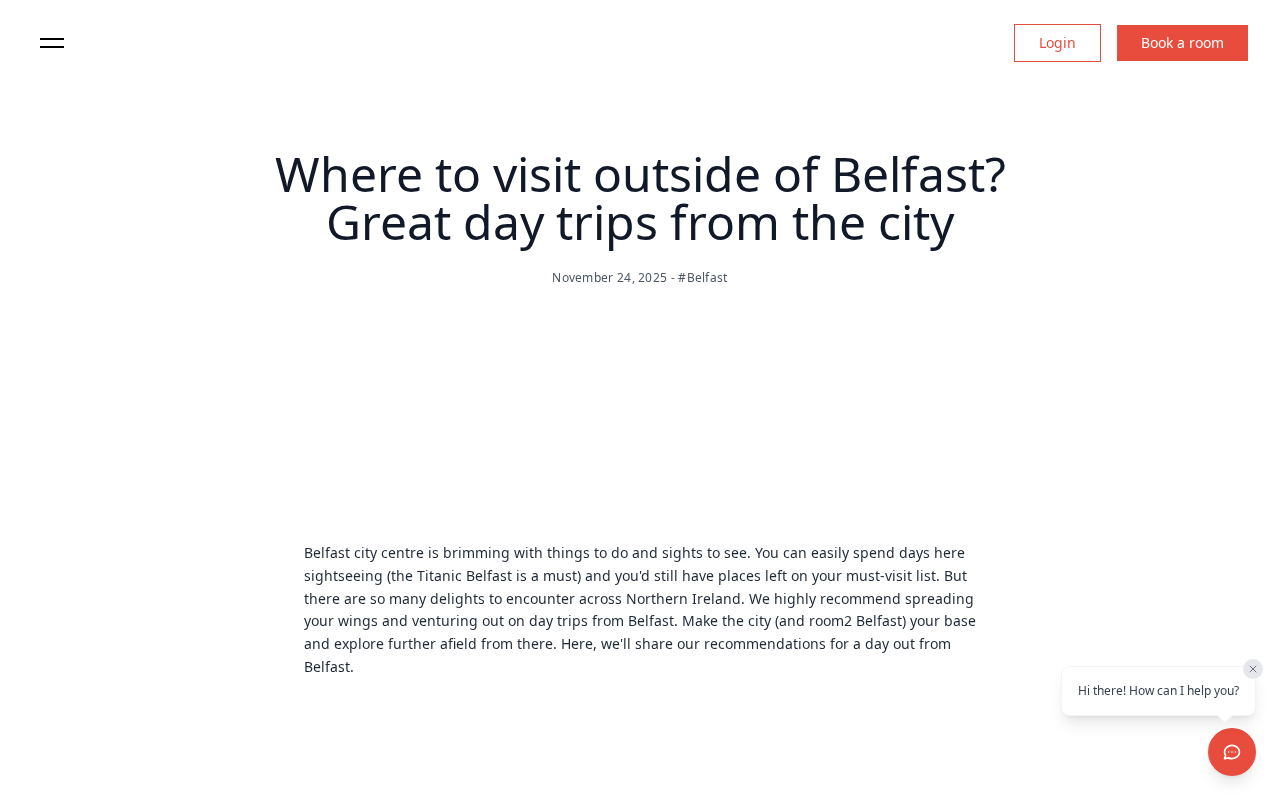 Login
Book a room
Where to visit outside of Belfast?
Great day trips from the city
November 24, 2025 - #Belfast
Belfast city centre is brimming with things to do and sights to see. You can easily spend days here
sightseeing (the Titanic Belfast is a must) and you'd still have places left on your must-visit list. But
there are so many delights to encounter across Northern Ireland. We highly recommend spreading
your wings and venturing out on day trips from Belfast. Make the city (and room2 Belfast) your base
and explore further afield from there. Here, we'll share our recommendations for a day out from
Belfast.
Hi there! How can I help you?